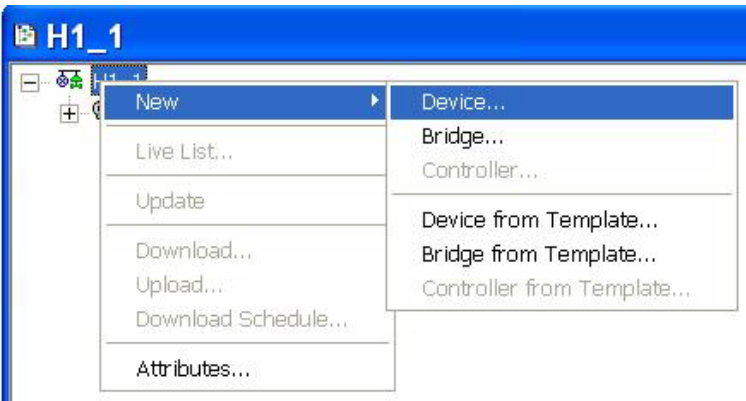 H1_1
H1_1
New
Device...
Bridge...
Live List...
Controller...
Update
Device from Template...
Download...
Bridge from Template...
Upload...
Controller from Template...
Download Schedule...
Attributes...